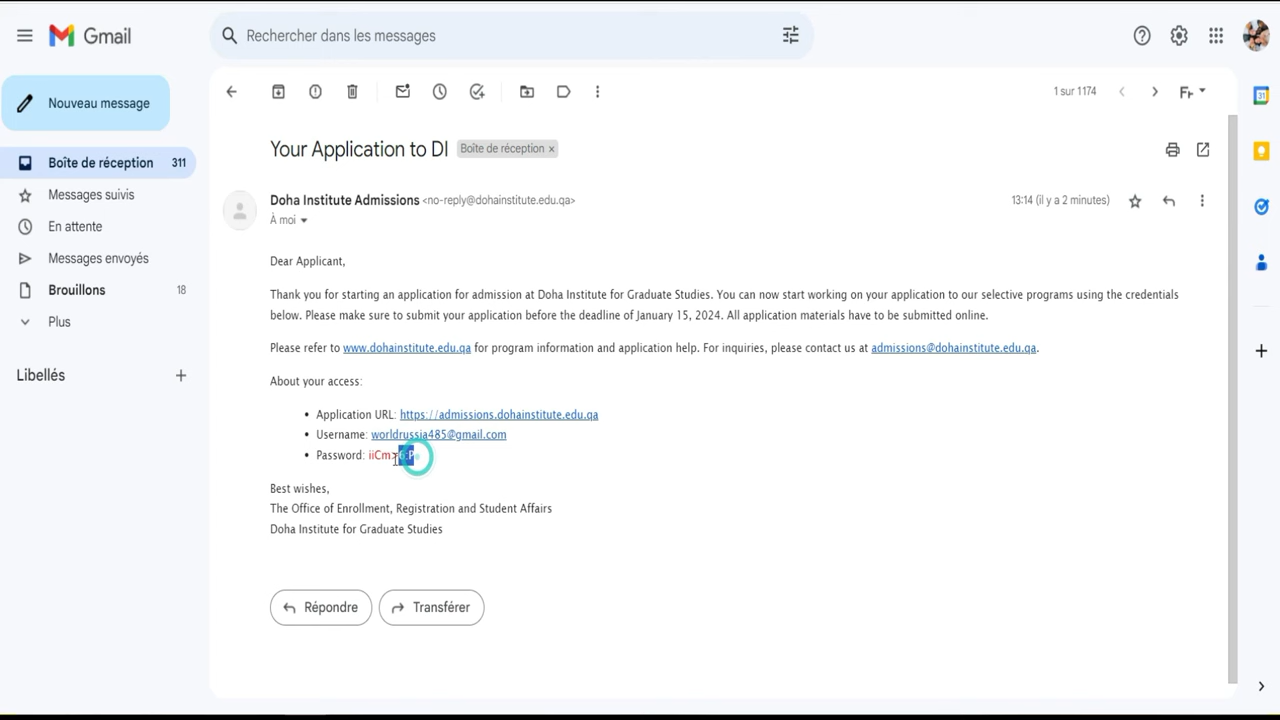 Gmail
Rechercher dans les messages
Nouveau message
Boîte de réception 311
Messages suivis
En attente
Messages envoyés
Brouillons 18
Plus
Libellés
1 sur 1174
Fr
Your Application to DI Boîte de réception ×
Doha Institute Admissions <no-reply@dohainstitute.edu.qa>
13:14 (il y a 2 minutes)
À moi
Dear Applicant,
Thank you for starting an application for admission at Doha Institute for Graduate Studies. You can now start working on your application to our selective programs using the credentials
below. Please make sure to submit your application before the deadline of January 15, 2024. All application materials have to be submitted online.
Please refer to www.dohainstitute.edu.qa for program information and application help. For inquiries, please contact us at admissions@dohainstitute.edu.qa.
About your access:
• Application URL: https://admissions.dohainstitute.edu.qa
• Username: worldrussia485@gmail.com
• Password:
Best wishes,
The Office of Enrollment, Registration and Student Affairs
Doha Institute for Graduate Studies
Répondre
Transférer
31